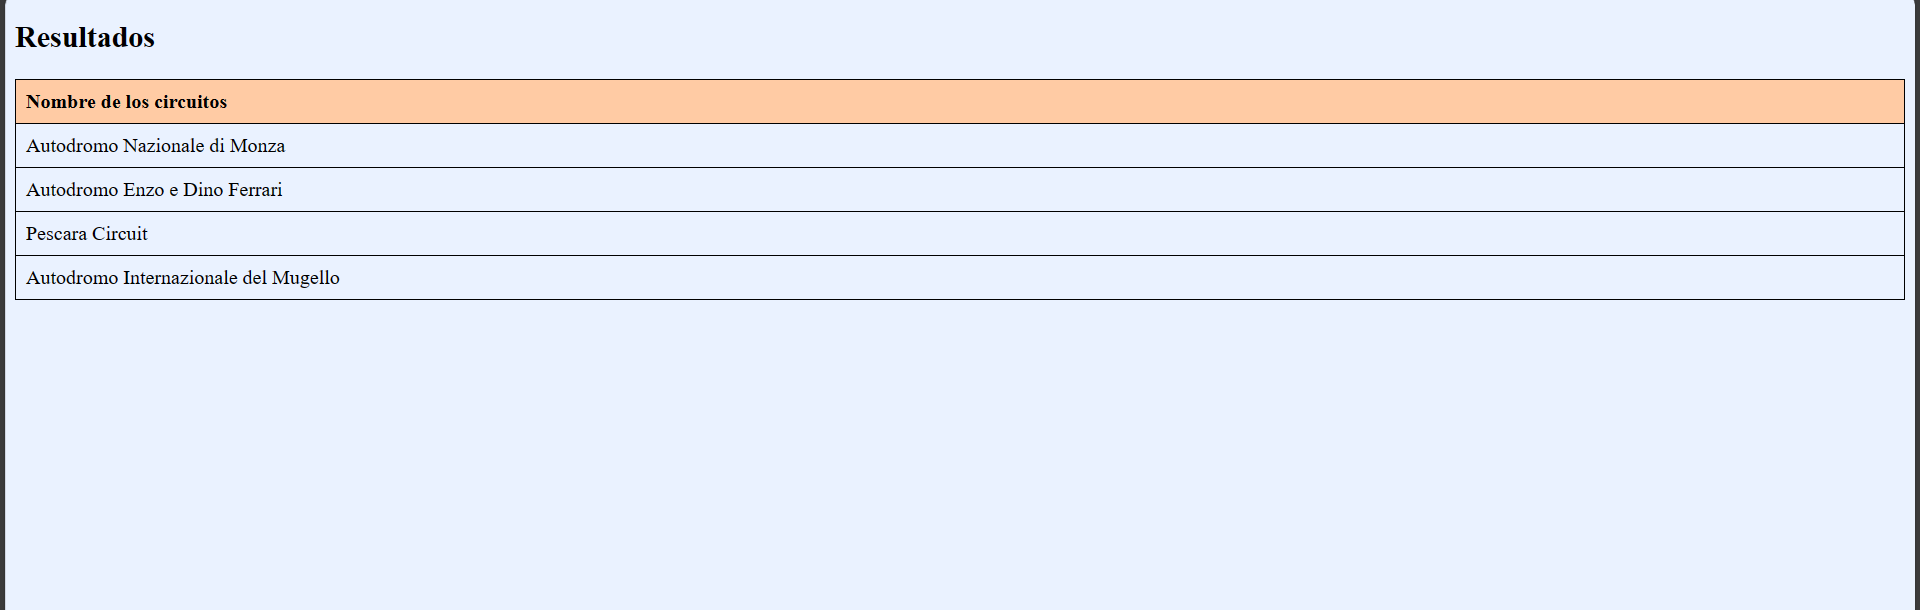 Resultados
Nombre de los circuitos
Autodromo Nazionale di Monza
Autodromo Enzo e Dino Ferrari
Pescara Circuit
Autodromo Internazionale del Mugello